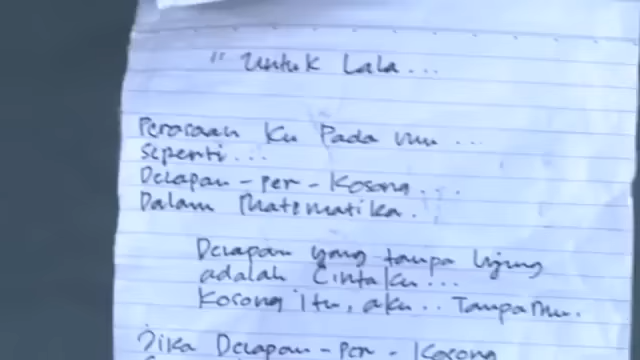 " Untuk Lala...
Perasaan Ku Pada mu ...
Seperti...
Delapan-per-Kosong...
Dalam Matematika.
Delapan yang tanpa Ujung
adalah Cintaku...
Kosong itu, aku.. Tanpamu.
Jika Delapan-Per-Kosong